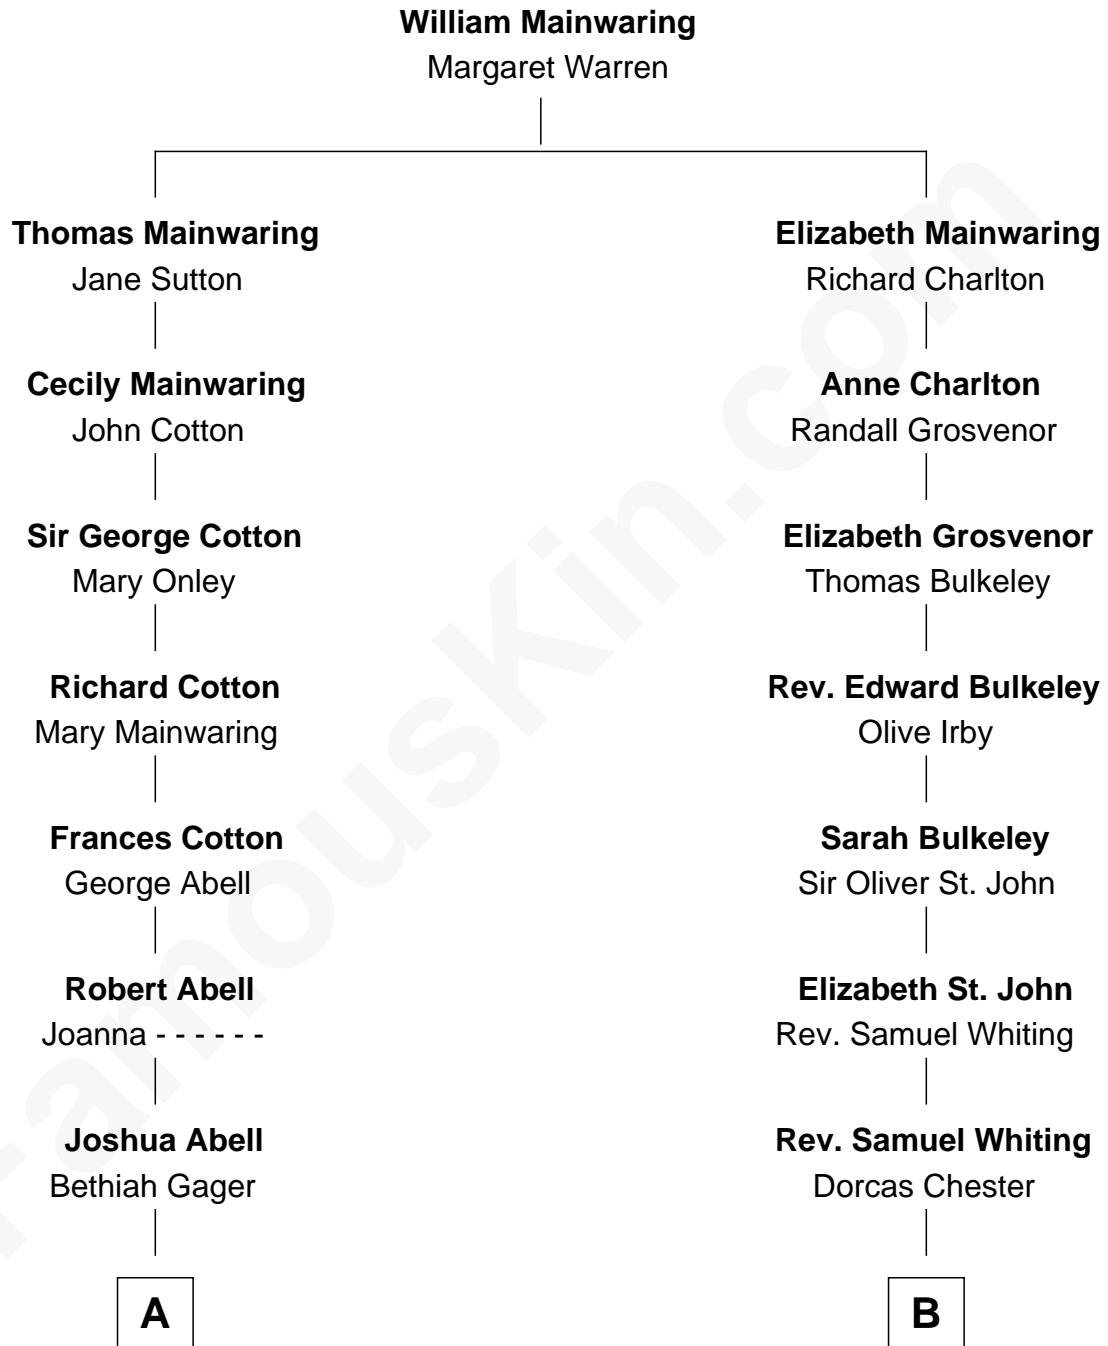 William Mainwaring
Margaret Warren
Thomas Mainwaring
Jane Sutton
Elizabeth Mainwaring
Richard Charlton
Cecily Mainwaring
John Cotton
Anne Charlton
Randall Grosvenor
Sir George Cotton
Mary Onley
Elizabeth Grosvenor
Thomas Bulkeley
Richard Cotton
Mary Mainwaring
Rev. Edward Bulkeley
Olive Irby
Frances Cotton
George Abell
Sarah Bulkeley
Sir Oliver St. John
Robert Abell
Joanna - - - - - -
Elizabeth St. John
Rev. Samuel Whiting
Joshua Abell
Bethiah Gager
Rev. Samuel Whiting
Dorcas Chester
A
B
FamousKin.com